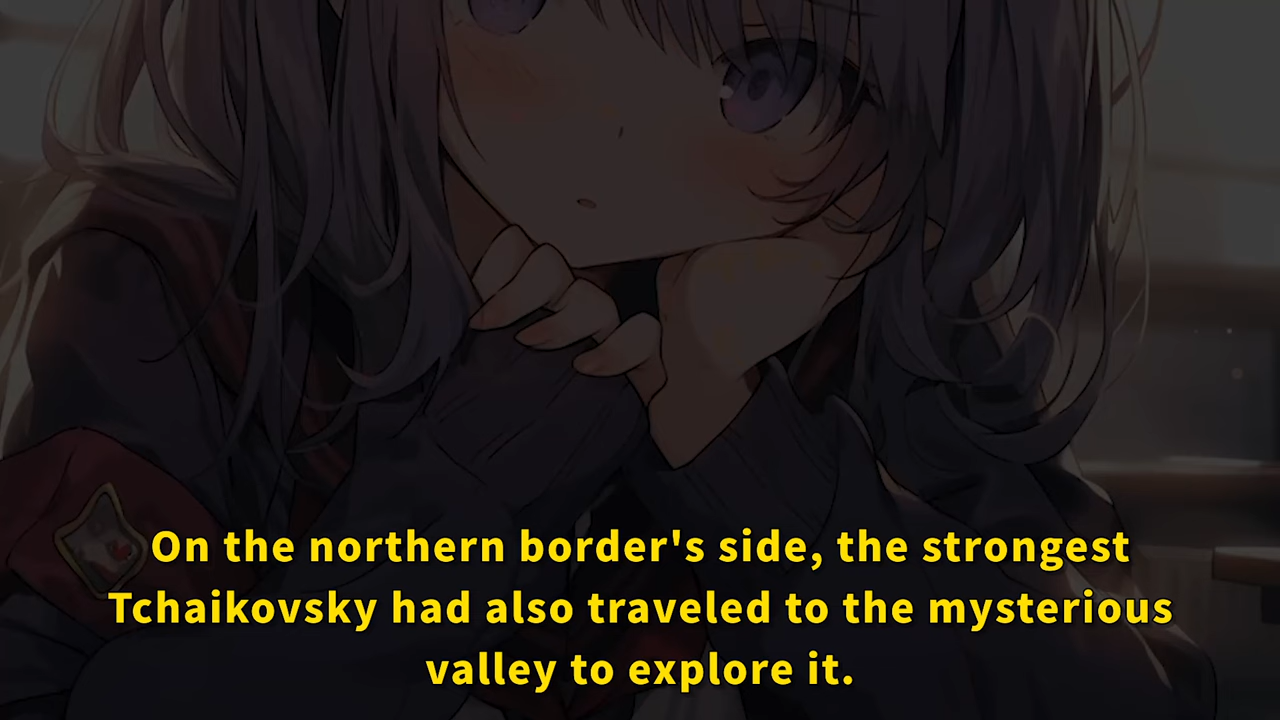 On the northern border's side, the strongest
Tchaikovsky had also traveled to the mysterious
valley to explore it.